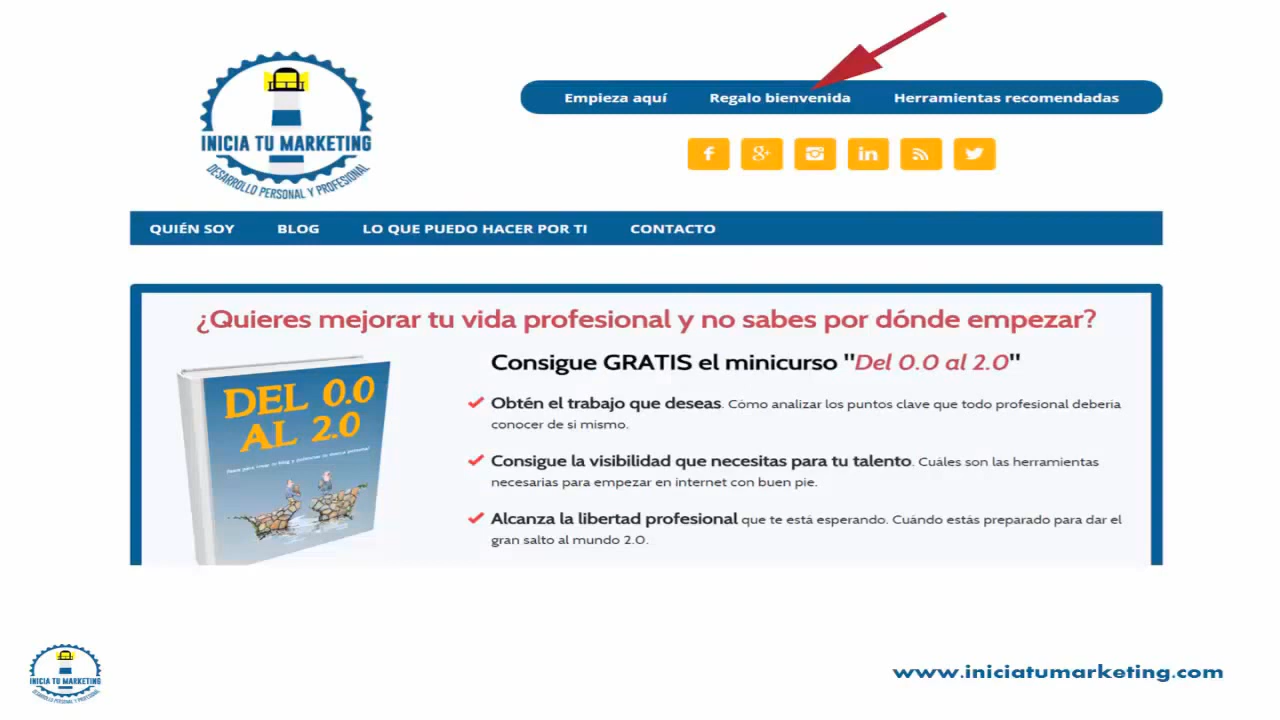 INICIA TU MARKETING
DESARROLLO PERSONAL Y PROFESIONAL
Empieza aquí
Regalo bienvenida
Herramientas recomendadas
QUIÉN SOY
BLOG
LO QUE PUEDO HACER POR TI
CONTACTO
¿Quieres mejorar tu vida profesional y no sabes por dónde empezar?
DEL 0.0
AL 2.0
Consigue GRATIS el minicurso "Del 0.0 al 2.0"
Obtén el trabajo que deseas. Cómo analizar los puntos clave que todo profesional debería
conocer de si mismo.
Consigue la visibilidad que necesitas para tu talento. Cuáles son las herramientas
necesarias para empezar en internet con buen pie.
Alcanza la libertad profesional que te está esperando. Cuándo estás preparado para dar el
gran salto al mundo 2.0.
INICIA TU MARKETING
DESARROLLO PERSONAL Y PROFESIONAL
www.iniciatumarketing.com